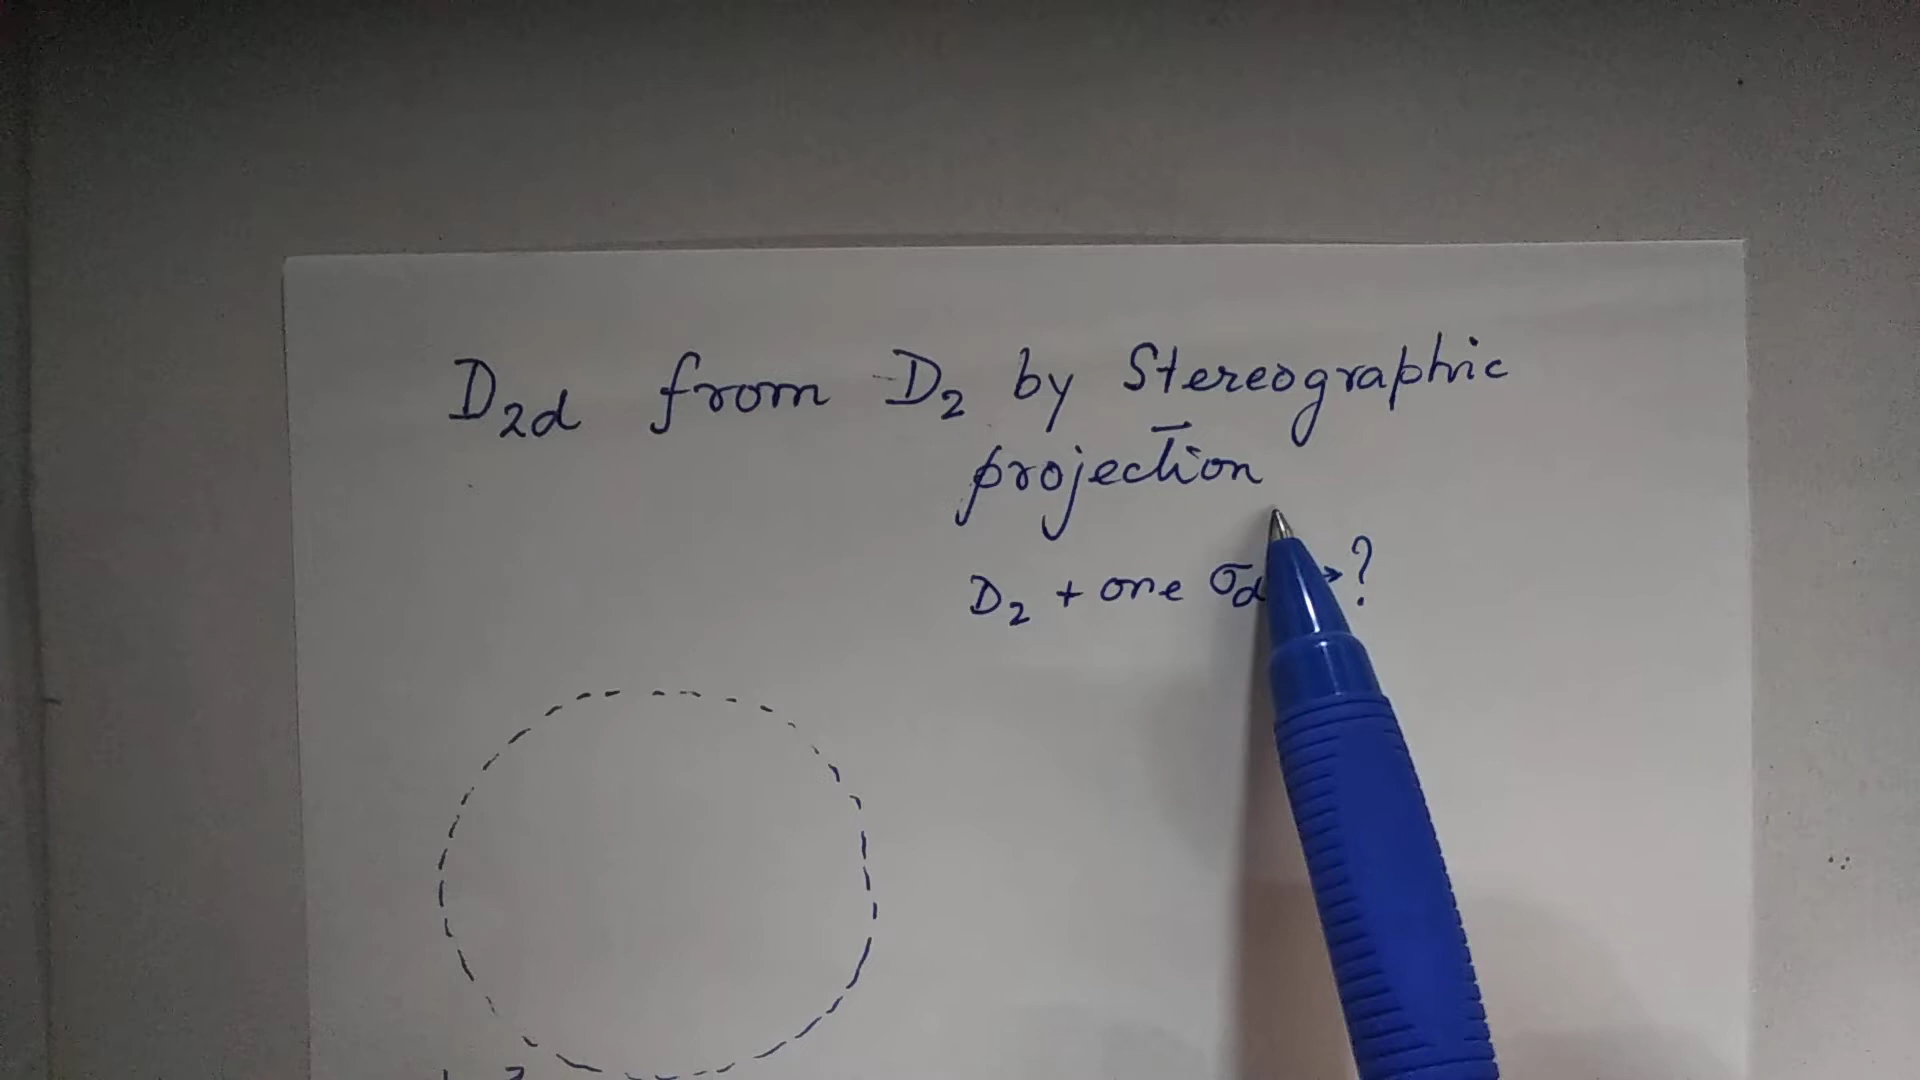 D₂d from D₂ by Stereographic
projection
D₂ + one σd → ?